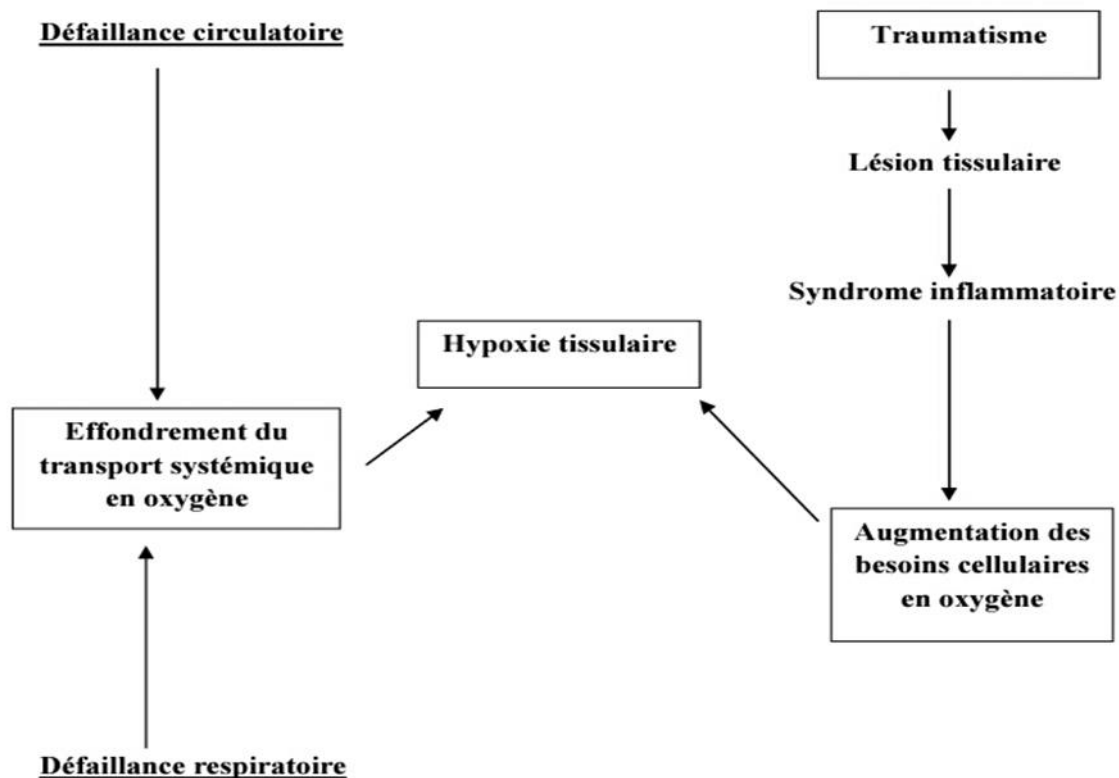 Défaillance circulatoire
Traumatisme
Lésion tissulaire
Syndrome inflammatoire
Hypoxie tissulaire
Effondrement du
transport systémique
en oxygène
Augmentation des
besoins cellulaires
en oxygène
Défaillance respiratoire